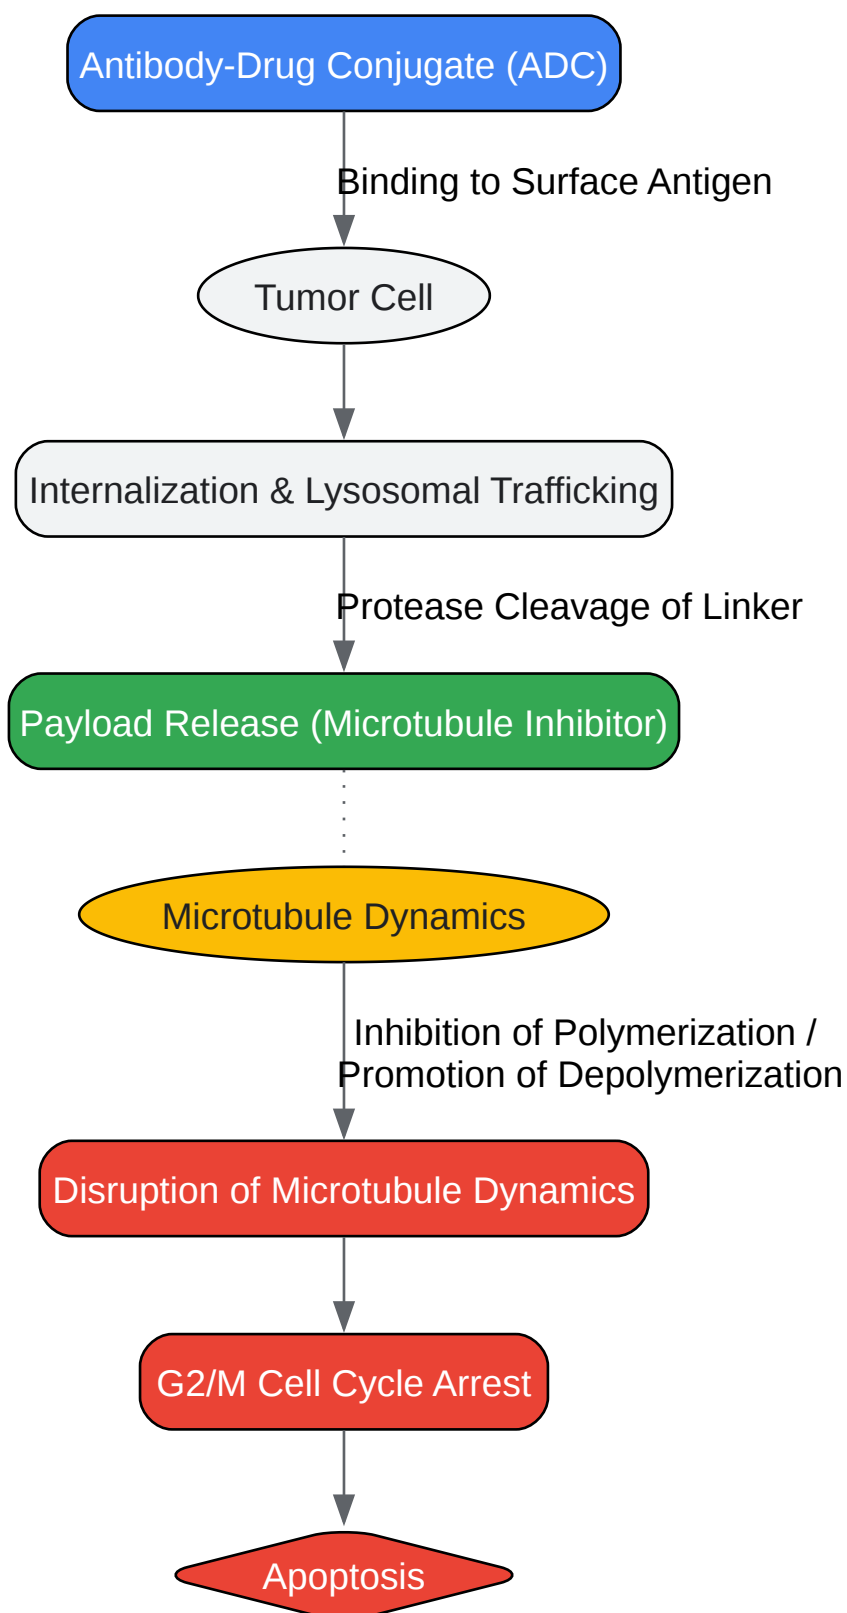 Antibody-Drug Conjugate (ADC)
Binding to Surface Antigen
Tumor Cell
Internalization & Lysosomal Trafficking
Protease Cleavage of Linker
Payload Release (Microtubule Inhibitor)
Microtubule Dynamics
Inhibition of Polymerization /
Promotion of Depolymerization
Disruption of Microtubule Dynamics
G2/M Cell Cycle Arrest
Apoptosis